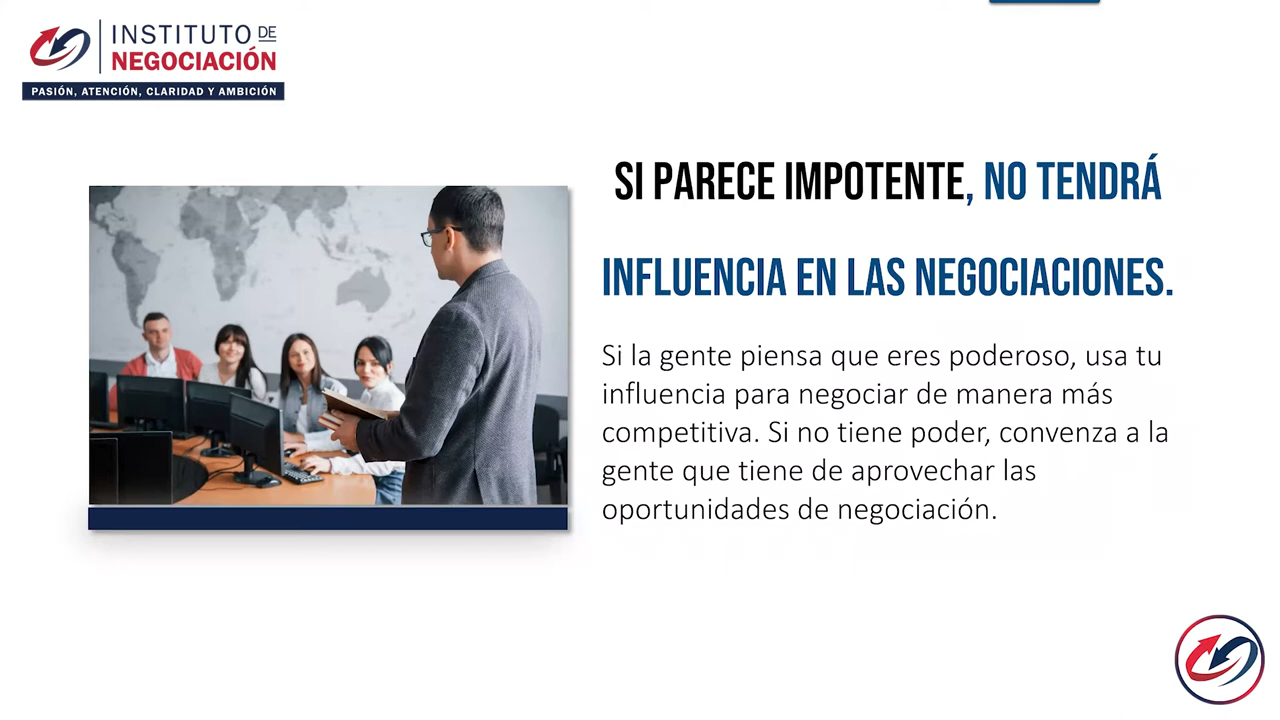 INSTITUTO DE
NEGOCIACIÓN
PASIÓN, ATENCIÓN, CLARIDAD Y AMBICIÓN
SI PARECE IMPOTENTE, NO TENDRÁ
INFLUENCIA EN LAS NEGOCIACIONES.
Si la gente piensa que eres poderoso, usa tu
influencia para negociar de manera más
competitiva. Si no tiene poder, convenza a la
gente que tiene de aprovechar las
oportunidades de negociación.